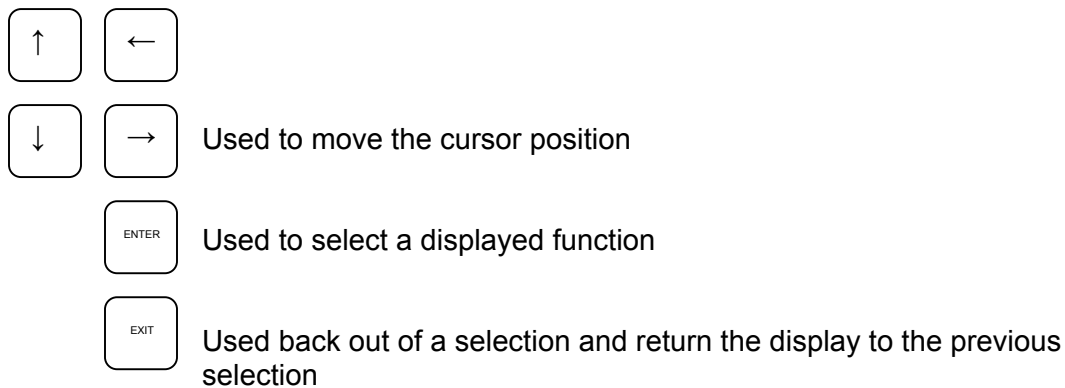 ↑ ←
↓ → Used to move the cursor position
ENTER Used to select a displayed function
EXIT Used back out of a selection and return the display to the previous
selection